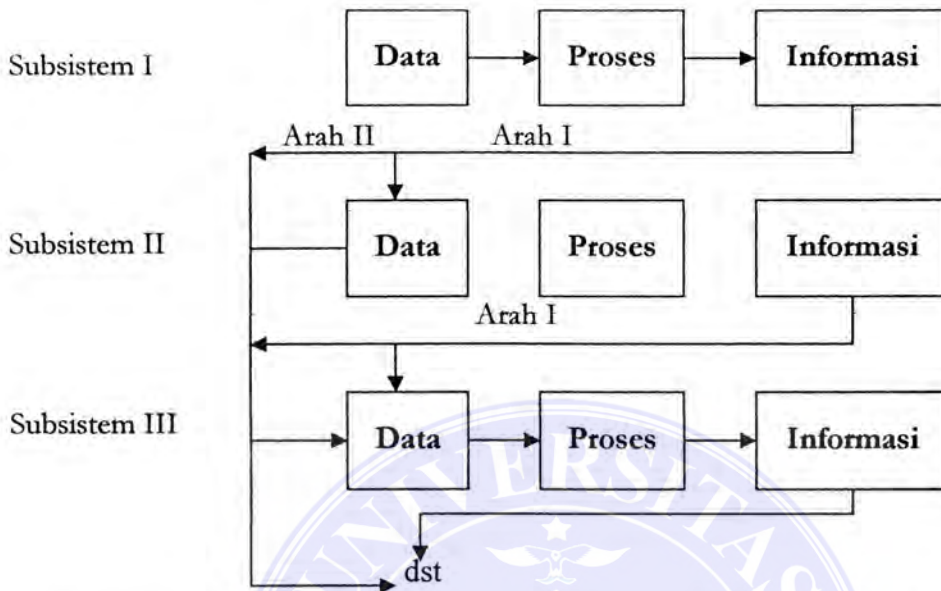 Subsistem I
Data Proses Informasi
Arah II Arah I
Subsistem II
Data Proses Informasi
Arah I
Subsistem III
Data Proses Informasi
dst
UNIVERSITAS